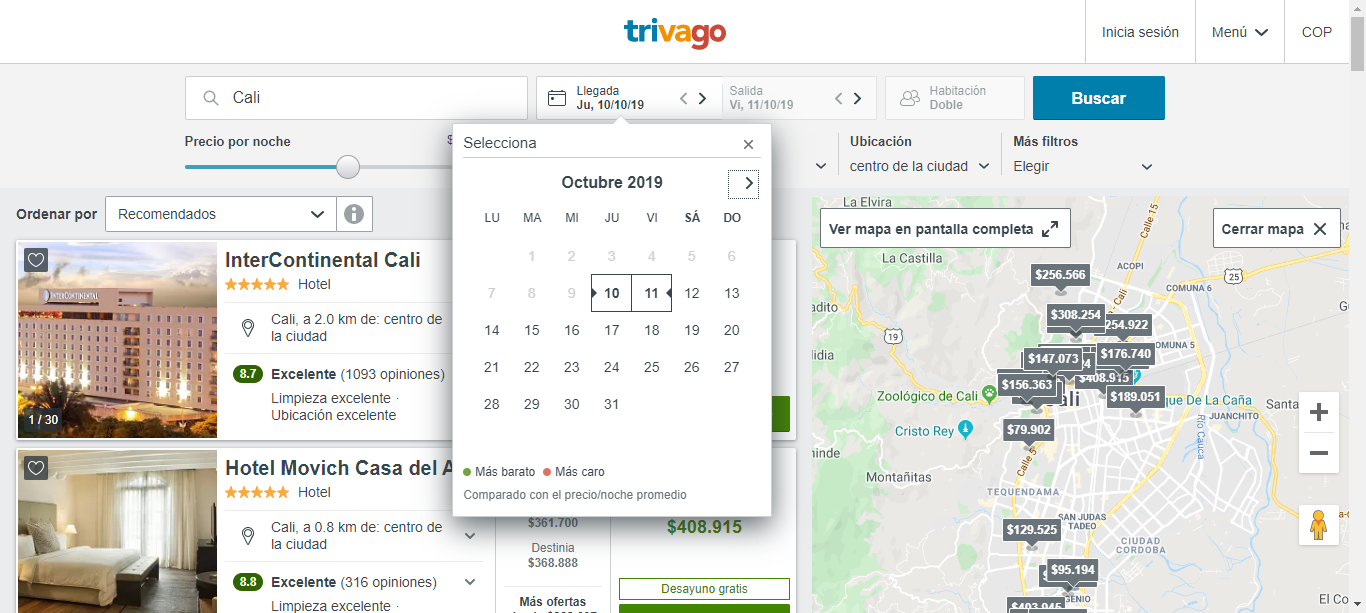 trivago
Inicia sesión
Menú
COP
Cali
Llegada
Ju, 10/10/19
Salida
Vi, 11/10/19
Habitación
Doble
Buscar
Precio por noche
$
Ubicación
centro de la ciudad
Más filtros
Elegir
Selecciona
Octubre 2019
LU MA MI JU VI SÁ DO
1 2 3 4 5 6
7 8 9 10 11 12 13
14 15 16 17 18 19 20
21 22 23 24 25 26 27
28 29 30 31
Más barato Más caro
Comparado con el precio/noche promedio
Ordenar por
Recomendados
InterContinental Cali
Hotel
Cali, a 2.0 km de: centro de
la ciudad
8.7 Excelente (1093 opiniones)
Limpieza excelente ·
Ubicación excelente
INTERCONTINENTAL
1 / 30
Hotel Movich Casa del A
Hotel
Cali, a 0.8 km de: centro de
la ciudad
8.8 Excelente (316 opiniones)
Limpieza excelente ·
$361.700
Destinia
$368.888
Más ofertas
$408.915
Desayuno gratis
Ver mapa en pantalla completa
Cerrar mapa
La Elvira
La Castilla
Calle 15
ACOPI
COMUNA 6
25
19
$256.566
$308.254
254.922
COMUNA 5
$147.073
$176.740
$156.363
$408.915
$189.051
Zoológico de Cali
ali
que De La Caña
JUANCHITO
Santa
Río Cauca
Cristo Rey
$79.902
Calle 5
Montañitas
TEQUENDAMA
$129.525
SAN JUDAS
TADEO
CIUDAD
CORDOBA
$95.194
$403.945
El Co